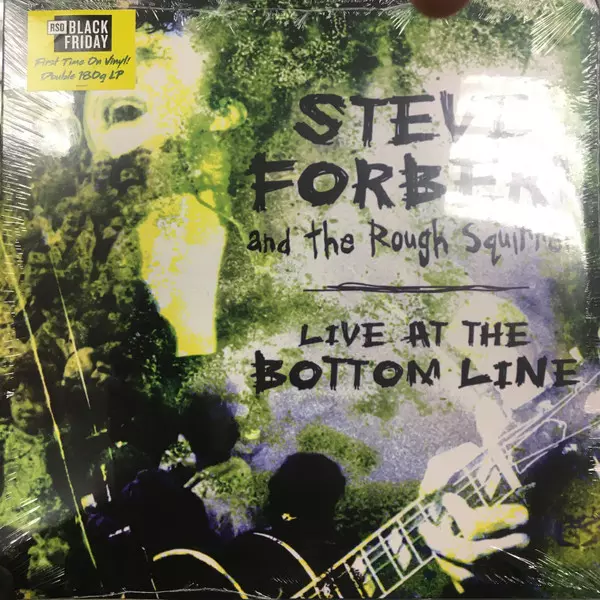 RSD BLACK
FRIDAY
First Time On Vinyl!
Double 180g LP
STEVE
FORBERT
and the Rough Squirrels
LIVE AT THE
BOTTOM LINE